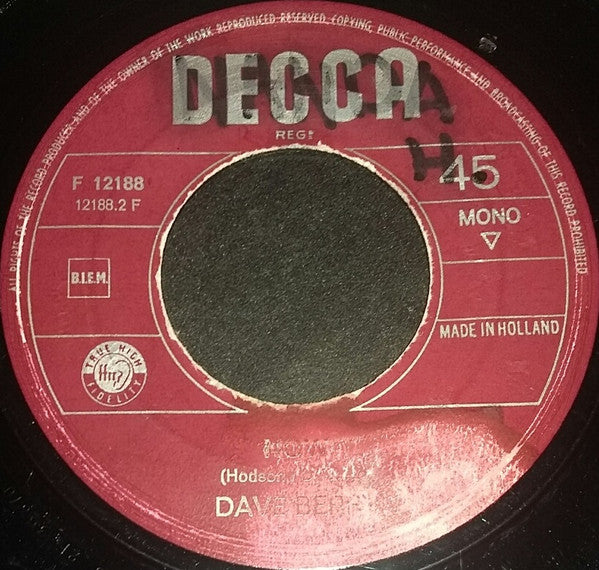 ALL RIGHTS OF THE RECORD PRODUCER AND OF THE OWNER OF THE WORK REPRODUCED RESERVED, COPYING, PUBLIC PERFORMANCE AND BROADCASTING OF THIS RECORD PROHIBITED
DECCA
REGD
H.
F 12188
12188.2 F
45
MONO
B.I.E.M.
MADE IN HOLLAND
TRUE HIGH
FIDELITY
(Hodson
DAVE